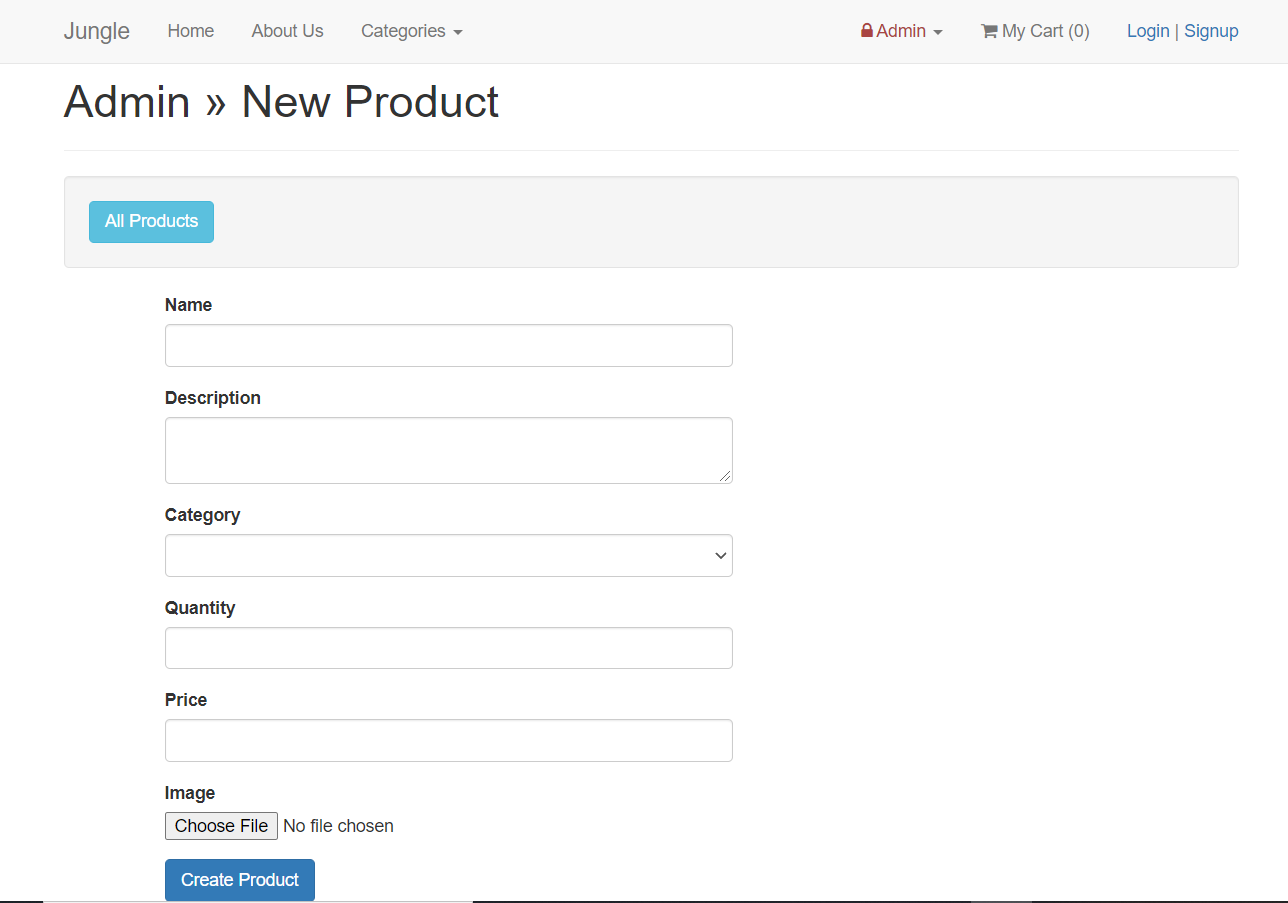 Jungle Home About Us Categories Admin My Cart (0) Login | Signup
Admin » New Product
All Products
Name
Description
Category
Quantity
Price
Image
Choose File No file chosen
Create Product